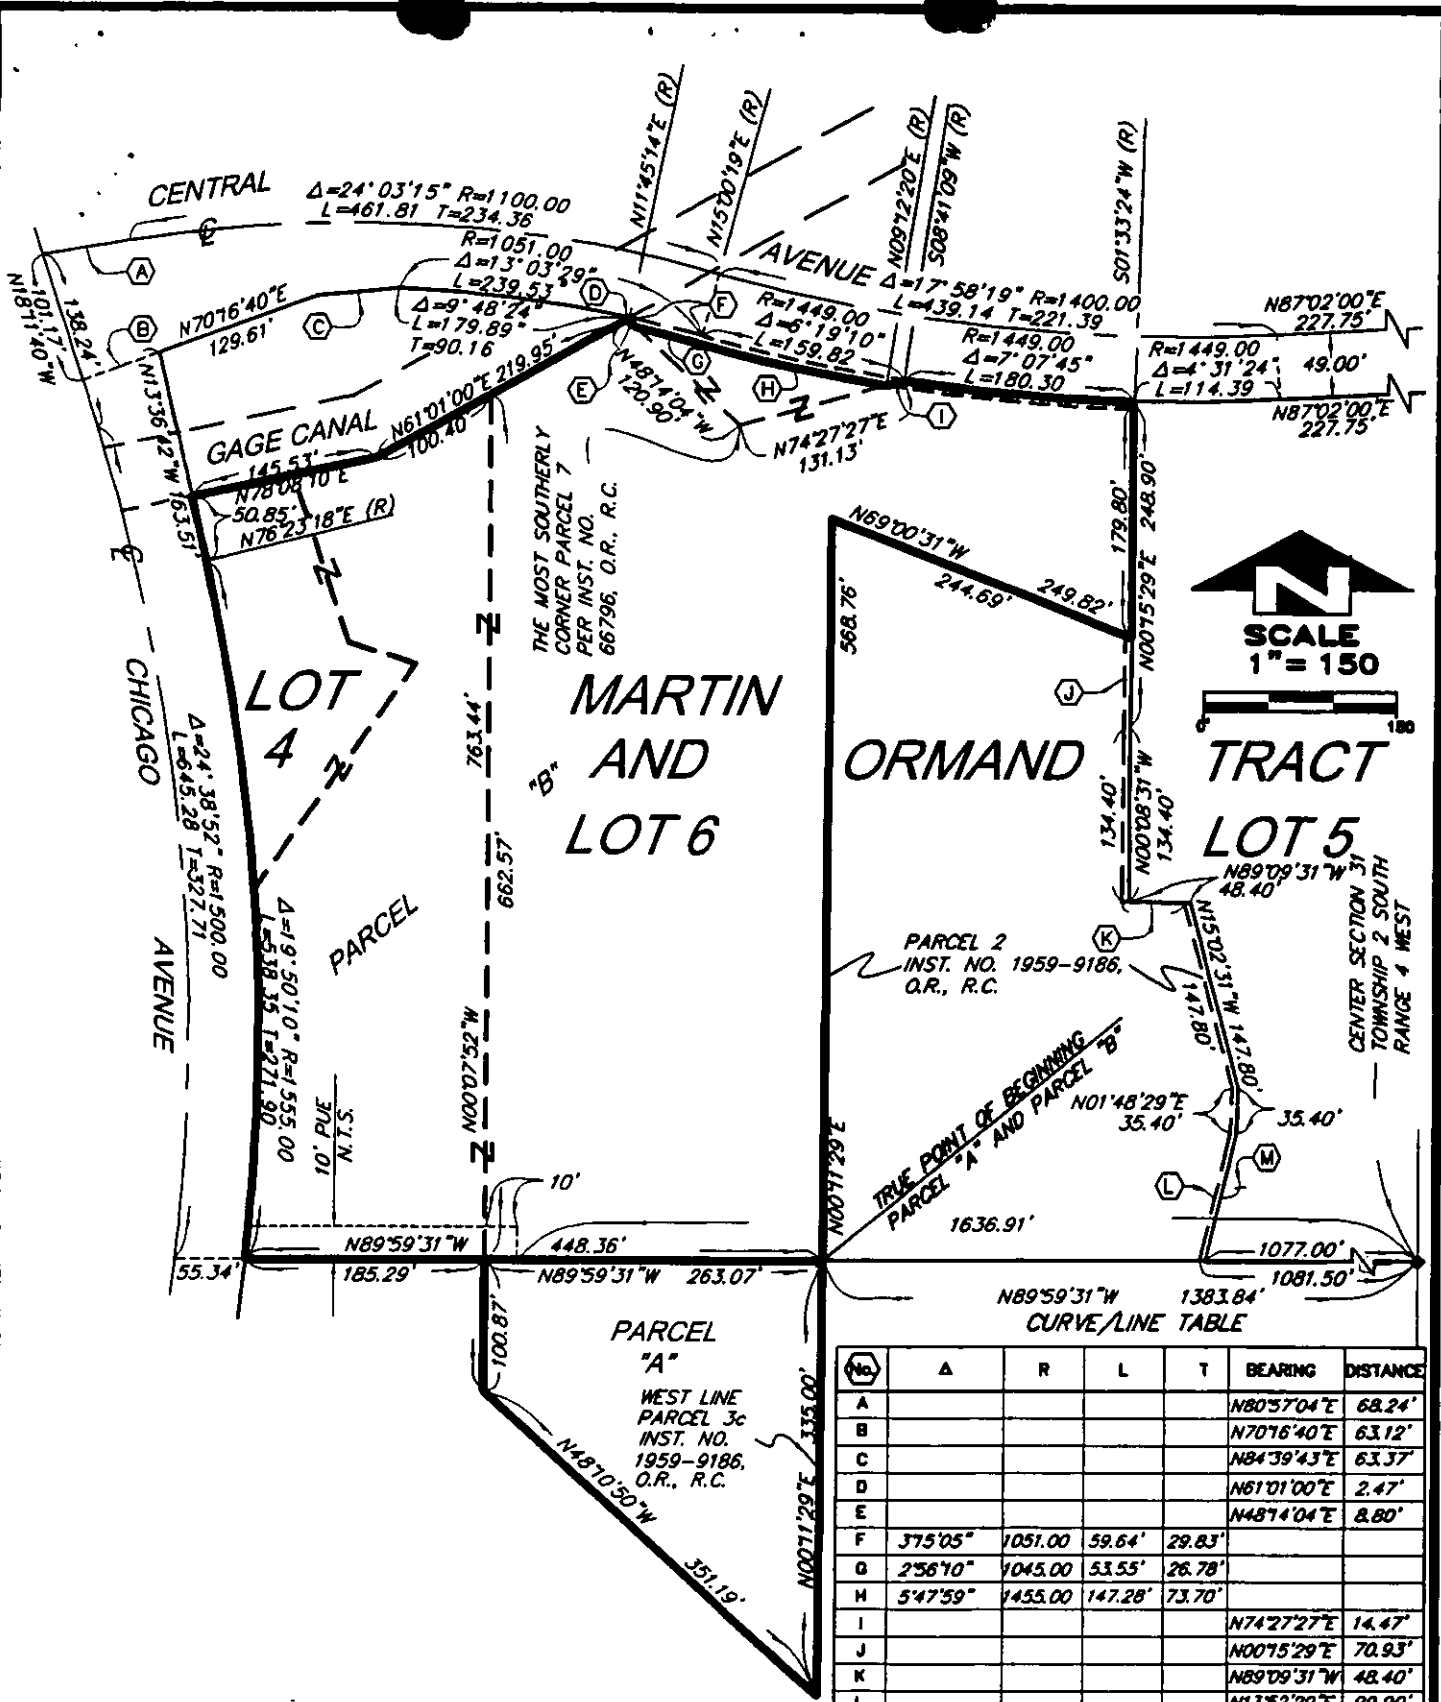 CENTRAL
Δ=24°03'15" R=1100.00
L=461.81 T=234.36
R=1051.00
Δ=13°03'29"
L=239.53'
Δ=9°48'24"
L=179.89"
T=90.16
N11°45'14"E (R)
N15°00'19"E (R)
N09°12'20"E (R)
S08°41'09"W (R)
S01°33'24"W (R)
AVENUE
Δ=17°58'19" R=1400.00
L=439.14 T=221.39
R=1449.00
Δ=6°19'10"
L=159.82
R=1449.00
Δ=7°07'45"
L=180.30
R=1449.00
Δ=4°31'24"
L=114.39
N87°02'00"E
227.75'
49.00'
N87°02'00"E
227.75'
A
B
C
D
E
F
G
H
I
N18°11'40"W
101.17'
138.24'
N70°16'40"E
129.61'
N13°36'42"W 163.51'
GAGE CANAL
145.53'
N78°08'10"E
50.85'
N76°23'18"E (R)
N61°01'00"E 219.95'
100.40
N48°14'04"W
120.90'
N74°27'27"E
131.13'
THE MOST SOUTHERLY
CORNER PARCEL 7
PER INST. NO.
66796, O.R., R.C.
N69°00'31"W
244.69'
249.82'
179.80'
N00°15'29"E 248.90'
568.76'
N
SCALE
1"= 150
0 150
CHICAGO
AVENUE
Δ=24°38'52" R=1500.00
L=645.28 T=327.71
Δ=19°50'10" R=1555.00
L=538.35 T=271.90
LOT
4
MARTIN
AND
LOT 6
ORMAND
TRACT
LOT 5
PARCEL
"B"
763.44'
662.57'
N00°07'52"W
J
134.40'
N00°08'31"W
134.40'
N89°09'31"W
48.40'
K
N15°02'31"W 147.80'
147.80'
PARCEL 2
INST. NO. 1959-9186,
O.R., R.C.
CENTER SECTION 31
TOWNSHIP 2 SOUTH
RANGE 4 WEST
N01°48'29"E
35.40'
35.40'
L
M
TRUE POINT OF BEGINNING
PARCEL "A" AND PARCEL "B"
N00°11'29"E
10' PUE
N.T.S.
10'
55.34'
N89°59'31"W
185.29'
448.36'
N89°59'31"W 263.07'
1636.91'
1077.00'
1081.50'
N89°59'31"W 1383.84'
100.87'
PARCEL
"A"
WEST LINE
PARCEL 3c
INST. NO.
1959-9186,
O.R., R.C.
N48°10'50"W
351.19'
N00°11'29"E 335.00'
CURVE/LINE TABLE
No. Δ R L T BEARING DISTANCE
A N80°57'04"E 68.24'
B N70°16'40"E 63.12'
C N84°39'43"E 63.37'
D N61°01'00"E 2.47'
E N48°14'04"E 8.80'
F 3°15'05" 1051.00 59.64' 29.83'
G 2°56'10" 1045.00 53.55' 26.78'
H 5°47'59" 1455.00 147.28' 73.70'
I N74°27'27"E 14.47'
J N00°15'29"E 70.93'
K N89°09'31"W 48.40'